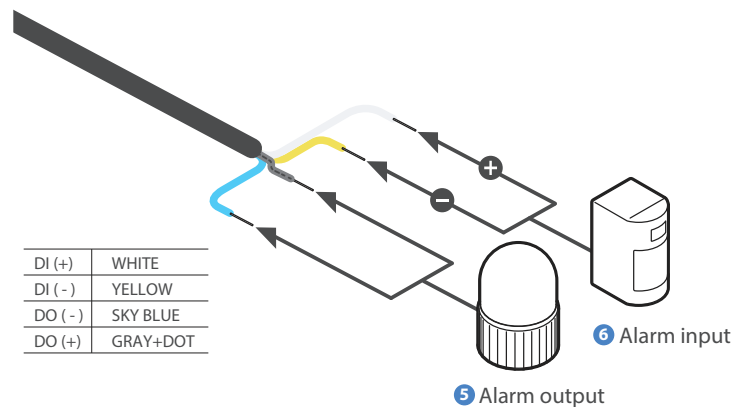 +
−
DI (+) WHITE
DI ( - ) YELLOW
DO ( - ) SKY BLUE
DO (+) GRAY+DOT
6 Alarm input
5 Alarm output